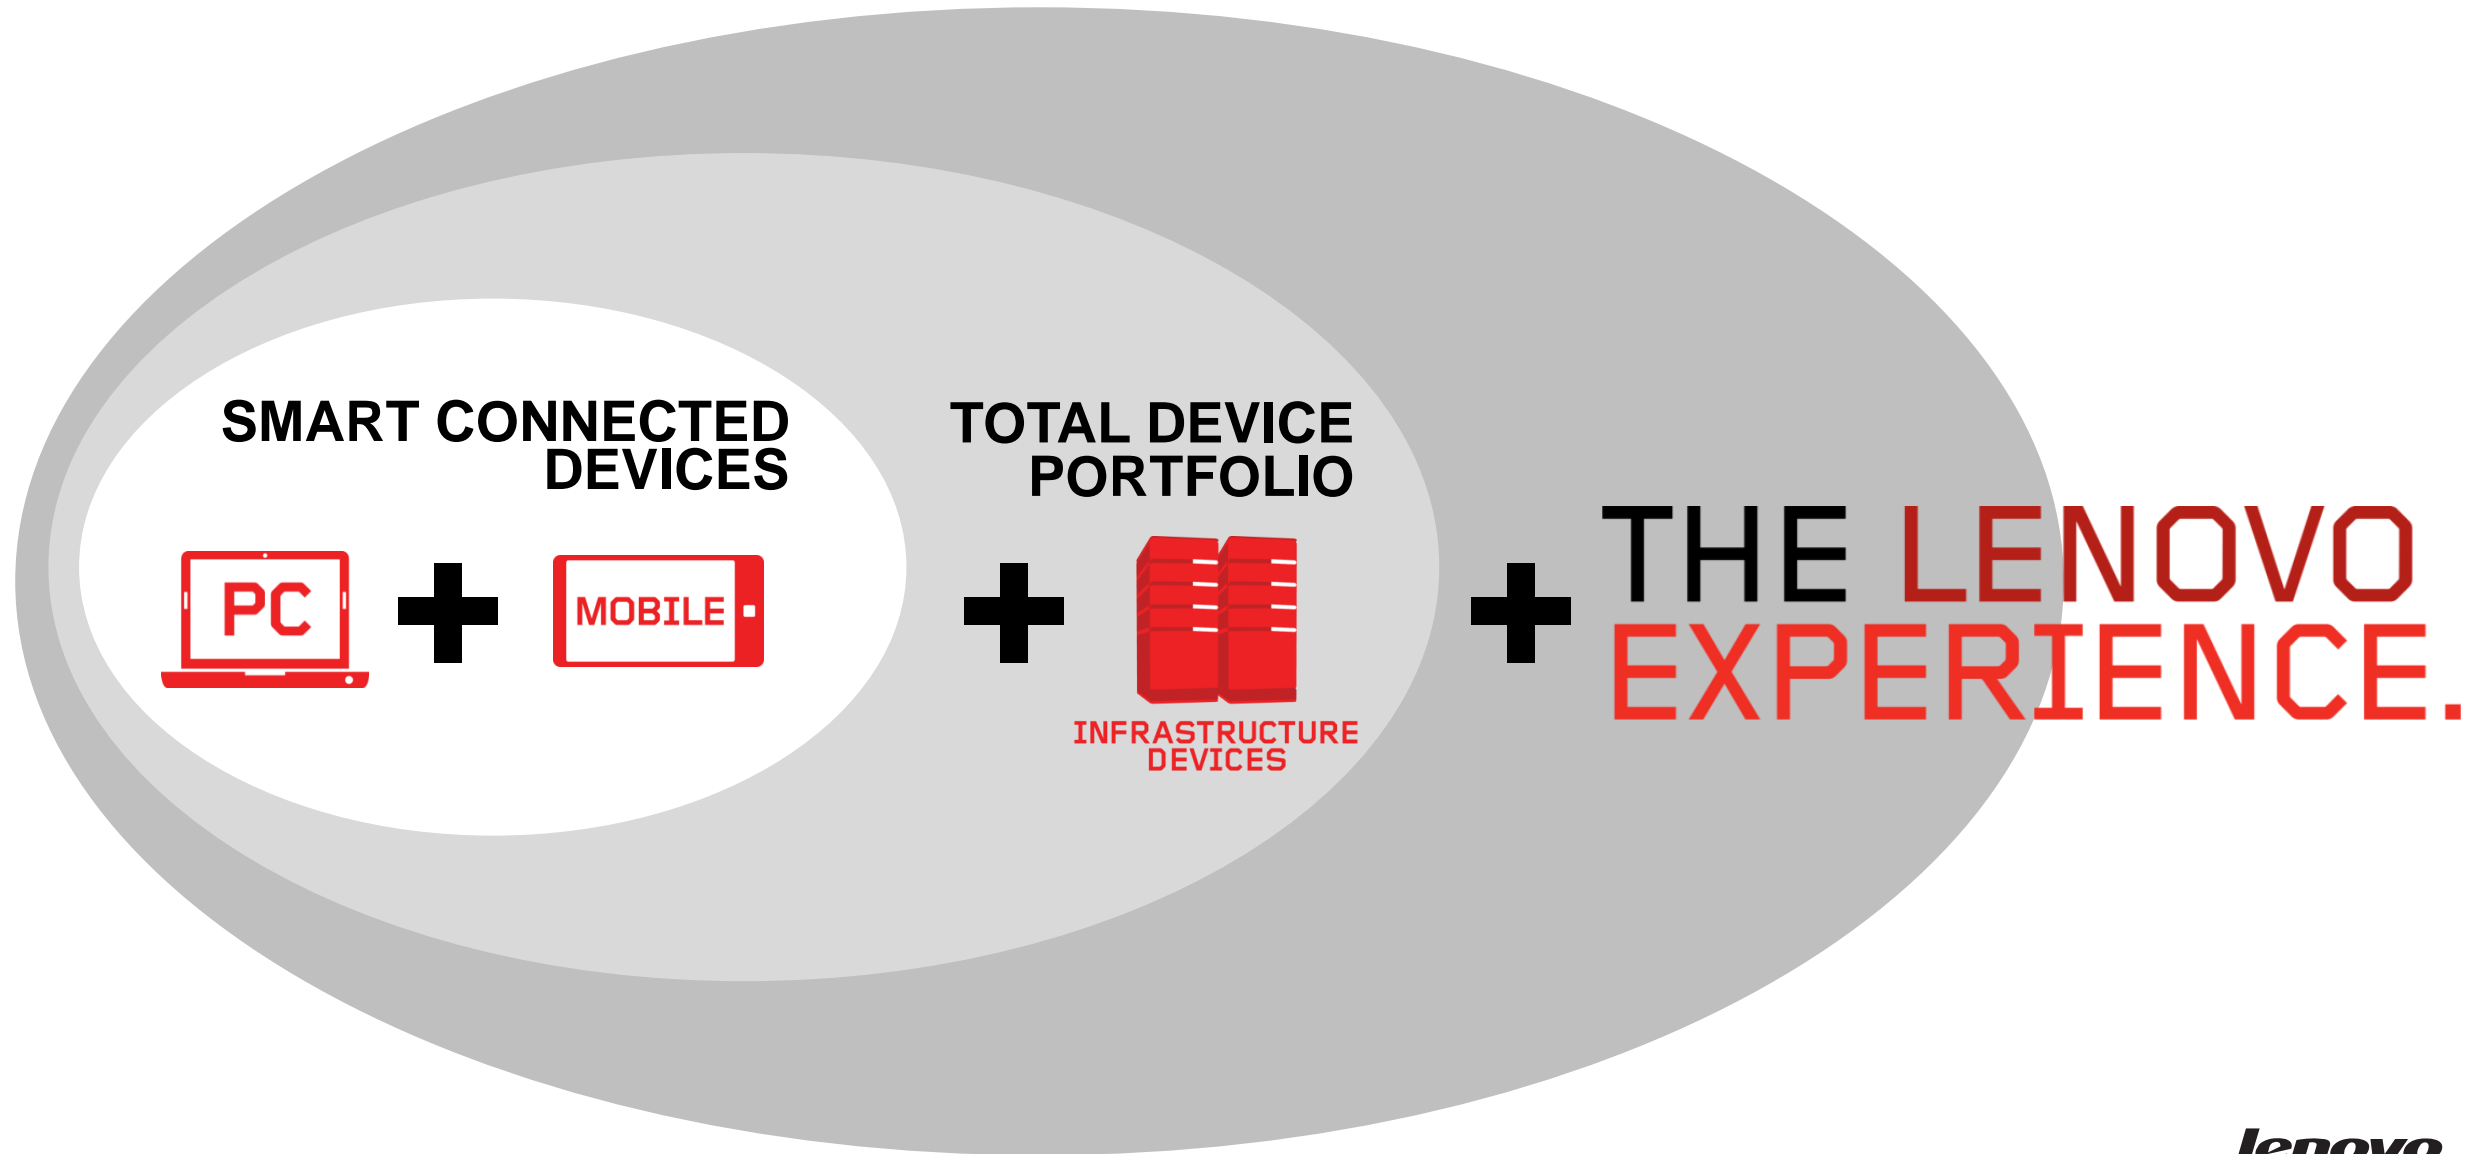 SMART CONNECTED
DEVICES
PC
MOBILE
TOTAL DEVICE
PORTFOLIO
INFRASTRUCTURE
DEVICES
THE LENOVO
EXPERIENCE.
lenovo